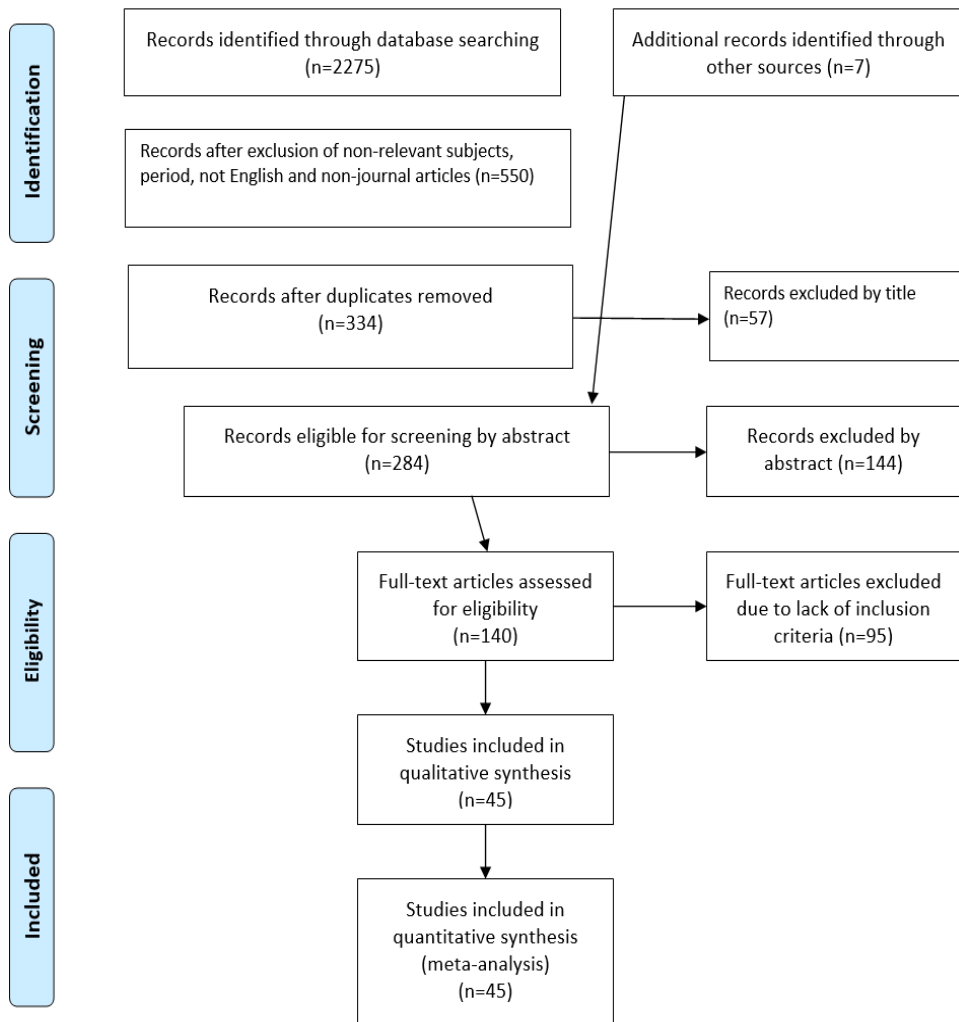 Identification
Records identified through database searching
(n=2275)
Additional records identified through
other sources (n=7)
Records after exclusion of non-relevant subjects,
period, not English and non-journal articles (n=550)
Screening
Records after duplicates removed
(n=334)
Records excluded by title
(n=57)
Records eligible for screening by abstract
(n=284)
Records excluded by
abstract (n=144)
Eligibility
Full-text articles assessed
for eligibility
(n=140)
Full-text articles excluded
due to lack of inclusion
criteria (n=95)
Studies included in
qualitative synthesis
(n=45)
Included
Studies included in
quantitative synthesis
(meta-analysis)
(n=45)